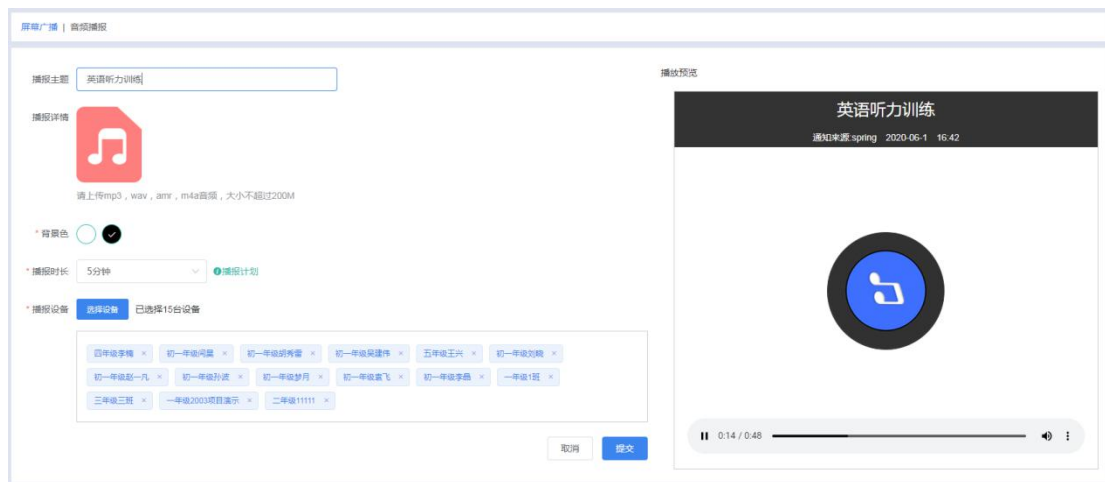 屏幕广播 | 音频播报
播报主题 英语听力训练
播报详情
请上传mp3，wav，amr，m4a音频，大小不超过200M
* 背景色
* 播报时长 5分钟 播报计划
* 播报设备 选择设备 已选择15台设备
四年级李楠 × 初一年级闫晨 × 初一年级胡秀雷 × 初一年级吴建伟 × 五年级王兴 × 初一年级刘晓 ×
初一年级赵一凡 × 初一年级孙波 × 初一年级梦月 × 初一年级袁飞 × 初一年级李磊 × 一年级1班 ×
三年级三班 × 一年级2003项目演示 × 二年级11111 ×
取消 提交
播放预览
英语听力训练
通知来源:spring 2020-06-1 16:42
0:14 / 0:48